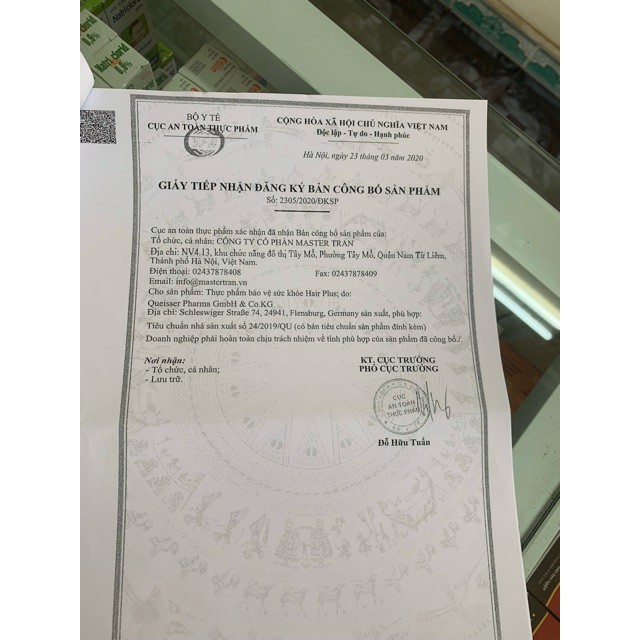 Natriclorid
0,9%
Natriclorid
0,9%
BỘ Y TẾ
CỤC AN TOÀN THỰC PHẨM
CỘNG HÒA XÃ HỘI CHỦ NGHĨA VIỆT NAM
Độc lập - Tự do - Hạnh phúc
Hà Nội, ngày 23 tháng 03 năm 2020
GIẤY TIẾP NHẬN ĐĂNG KÝ BẢN CÔNG BỐ SẢN PHẨM
Số: 2305/2020/ĐKSP
Cục an toàn thực phẩm xác nhận đã nhận Bản công bố sản phẩm của:
Tổ chức, cá nhân: CÔNG TY CỔ PHẦN MASTER TRAN
Địa chỉ: NV4.13, khu chức năng đô thị Tây Mỗ, Phường Tây Mỗ, Quận Nam Từ Liêm,
Thành phố Hà Nội, Việt Nam.
Điện thoại: 02437878408 Fax: 02437878409
Email: info@mastertran.vn
Cho sản phẩm: Thực phẩm bảo vệ sức khỏe Hair Plus; do:
Queisser Pharma GmbH & Co.KG
Địa chỉ: Schleswiger Straße 74, 24941, Flensburg, Germany sản xuất, phù hợp:
Tiêu chuẩn nhà sản xuất số 24/2019/QU (có bản tiêu chuẩn sản phẩm đính kèm)
Doanh nghiệp phải hoàn toàn chịu trách nhiệm về tính phù hợp của sản phẩm đã công bố./.
Nơi nhận:
- Tổ chức, cá nhân;
- Lưu trữ.
KT. CỤC TRƯỞNG
PHÓ CỤC TRƯỞNG
CỤC
AN TOÀN
THỰC PHẨM
Đỗ Hữu Tuấn